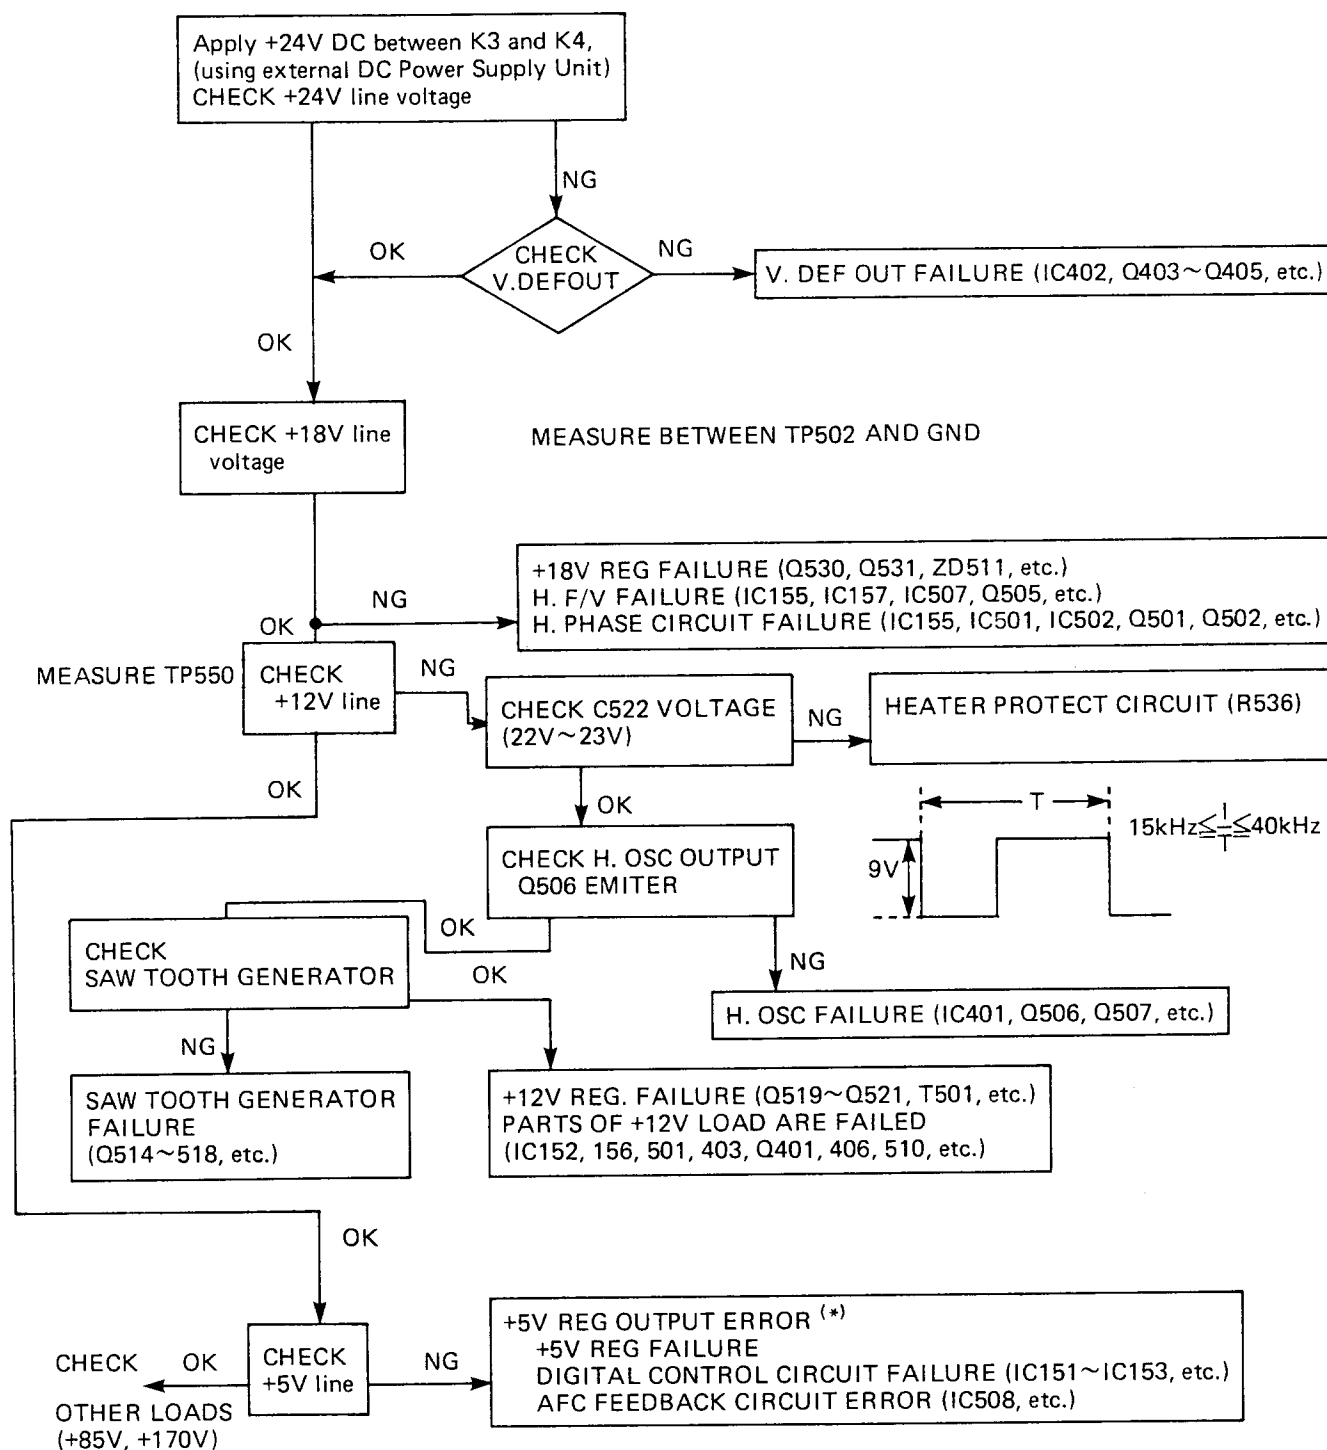 Apply +24V DC between K3 and K4,
(using external DC Power Supply Unit)
CHECK +24V line voltage
NG
OK
CHECK
V.DEFOUT
NG
V. DEF OUT FAILURE (IC402, Q403~Q405, etc.)
OK
CHECK +18V line
voltage
MEASURE BETWEEN TP502 AND GND
+18V REG FAILURE (Q530, Q531, ZD511, etc.)
H. F/V FAILURE (IC155, IC157, IC507, Q505, etc.)
H. PHASE CIRCUIT FAILURE (IC155, IC501, IC502, Q501, Q502, etc.)
NG
OK
MEASURE TP550
CHECK
+12V line
NG
CHECK C522 VOLTAGE
(22V~23V)
NG
HEATER PROTECT CIRCUIT (R536)
OK
OK
T
15kHz≦1/T≦40kHz
9V
CHECK H. OSC OUTPUT
Q506 EMITER
OK
CHECK
SAW TOOTH GENERATOR
OK
NG
H. OSC FAILURE (IC401, Q506, Q507, etc.)
NG
SAW TOOTH GENERATOR
FAILURE
(Q514~518, etc.)
+12V REG. FAILURE (Q519~Q521, T501, etc.)
PARTS OF +12V LOAD ARE FAILED
(IC152, 156, 501, 403, Q401, 406, 510, etc.)
OK
CHECK
+5V line
OK
CHECK
OTHER LOADS
(+85V, +170V)
NG
+5V REG OUTPUT ERROR (*)
+5V REG FAILURE
DIGITAL CONTROL CIRCUIT FAILURE (IC151~IC153, etc.)
AFC FEEDBACK CIRCUIT ERROR (IC508, etc.)